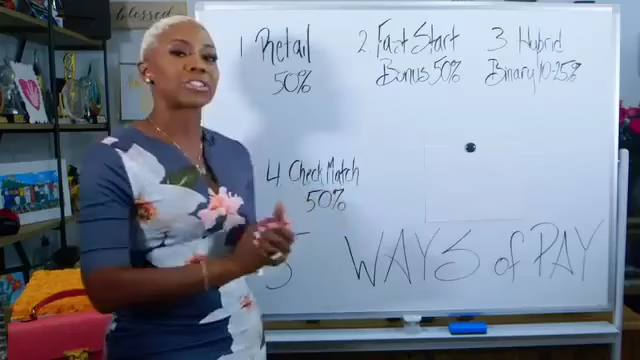 blessed
1 Retail
50%
2. Fast Start
Bonus 50%
3 Hybrid
Binary 10-25%
4. Check Match
50%
5 WAYS of PAY